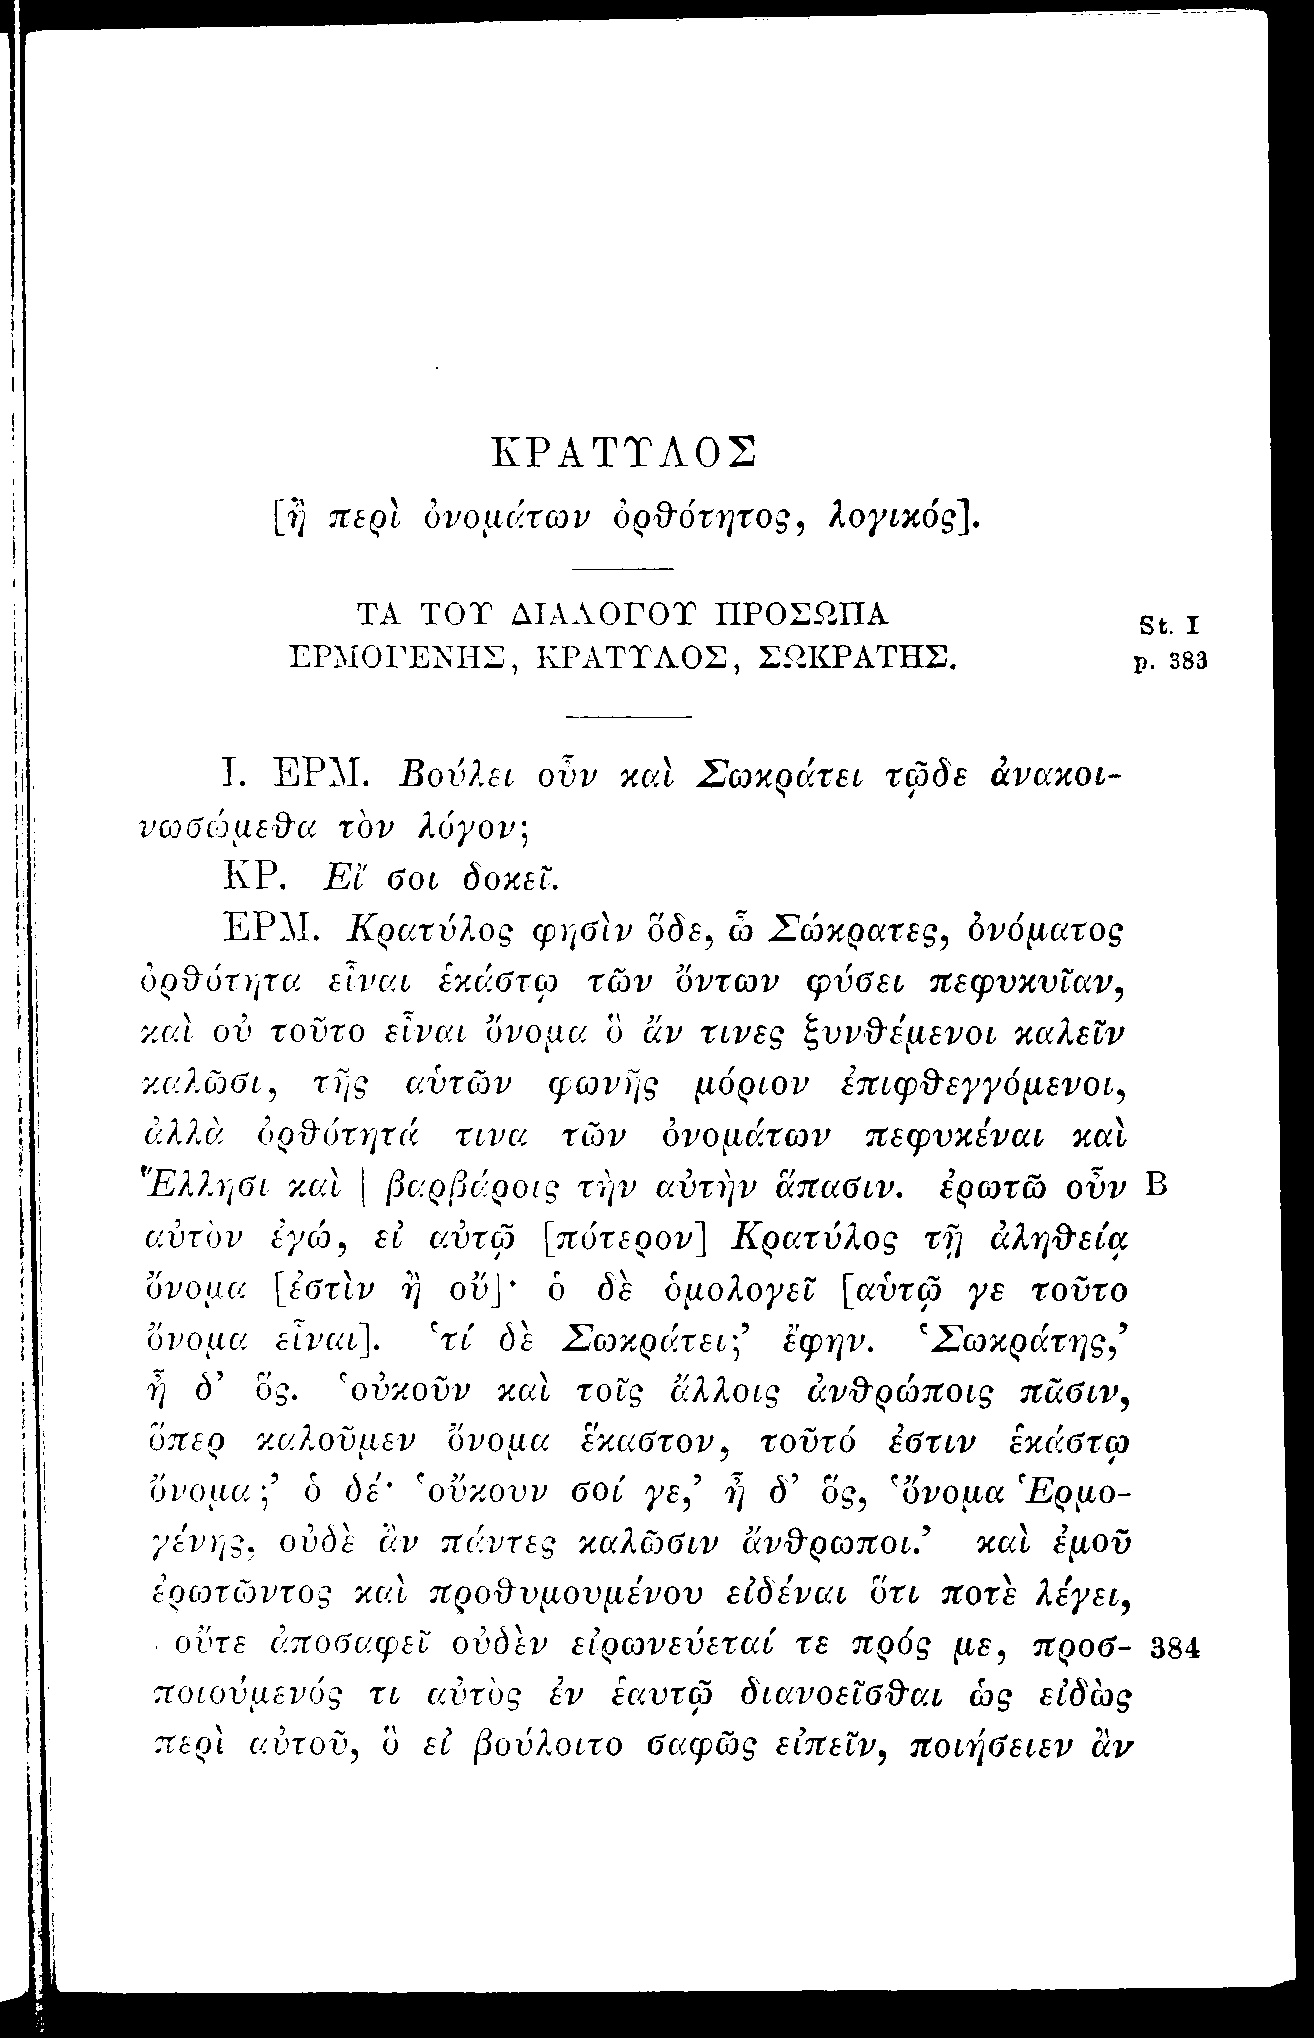 ΚΡΑΤΥΛΟΣ
[ἢ περὶ ὀνομάτων ὀρθότητος, λογικός].
ΤΑ ΤΟΥ ΔΙΑΛΟΓΟΥ ΠΡΟΣΩΠΑ
ΕΡΜΟΓΕΝΗΣ, ΚΡΑΤΥΛΟΣ, ΣΩΚΡΑΤΗΣ.
St. I
p. 383
I. ΕΡΜ. Βούλει οὖν καὶ Σωκράτει τῷδε ἀνακοι-
νωσώμεθα τὸν λόγον;
ΚΡ. Εἴ σοι δοκεῖ.
ΕΡΜ. Κρατύλος φησὶν ὅδε, ὦ Σώκρατες, ὀνόματος
ὀρθότητα εἶναι ἑκάστῳ τῶν ὄντων φύσει πεφυκυῖαν,
καὶ οὐ τοῦτο εἶναι ὄνομα ὃ ἄν τινες ξυνθέμενοι καλεῖν
καλῶσι, τῆς αὑτῶν φωνῆς μόριον ἐπιφθεγγόμενοι,
ἀλλὰ ὀρθότητά τινα τῶν ὀνομάτων πεφυκέναι καὶ
Ἕλλησι καὶ | βαρβάροις τὴν αὐτὴν ἅπασιν. ἐρωτῶ οὖν B
αὐτὸν ἐγώ, εἰ αὐτῷ [πότερον] Κρατύλος τῇ ἀληθείᾳ
ὄνομα [ἐστὶν ἢ οὔ]· ὁ δὲ ὁμολογεῖ [αὑτῷ γε τοῦτο
ὄνομα εἶναι]. ‘τί δὲ Σωκράτει;’ ἔφην. ‘Σωκράτης,’
ἦ δ’ ὅς. ‘οὐκοῦν καὶ τοῖς ἄλλοις ἀνθρώποις πᾶσιν,
ὅπερ καλοῦμεν ὄνομα ἕκαστον, τοῦτό ἐστιν ἑκάστῳ
ὄνομα;’ ὁ δέ· ‘οὔκουν σοί γε,’ ἦ δ’ ὅς, ‘ὄνομα Ἑρμο-
γένης, οὐδὲ ἂν πάντες καλῶσιν ἄνθρωποι.’ καὶ ἐμοῦ
ἐρωτῶντος καὶ προθυμουμένου εἰδέναι ὅτι ποτὲ λέγει,
οὔτε ἀποσαφεῖ οὐδὲν εἰρωνεύεταί τε πρός με, προσ- 384
ποιούμενός τι αὐτὸς ἐν ἑαυτῷ διανοεῖσθαι ὡς εἰδὼς
περὶ αὐτοῦ, ὃ εἰ βούλοιτο σαφῶς εἰπεῖν, ποιήσειεν ἂν